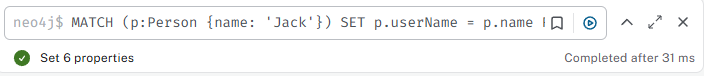 neo4j$ MATCH (p:Person {name: 'Jack'}) SET p.userName = p.name
Set 6 properties
Completed after 31 ms